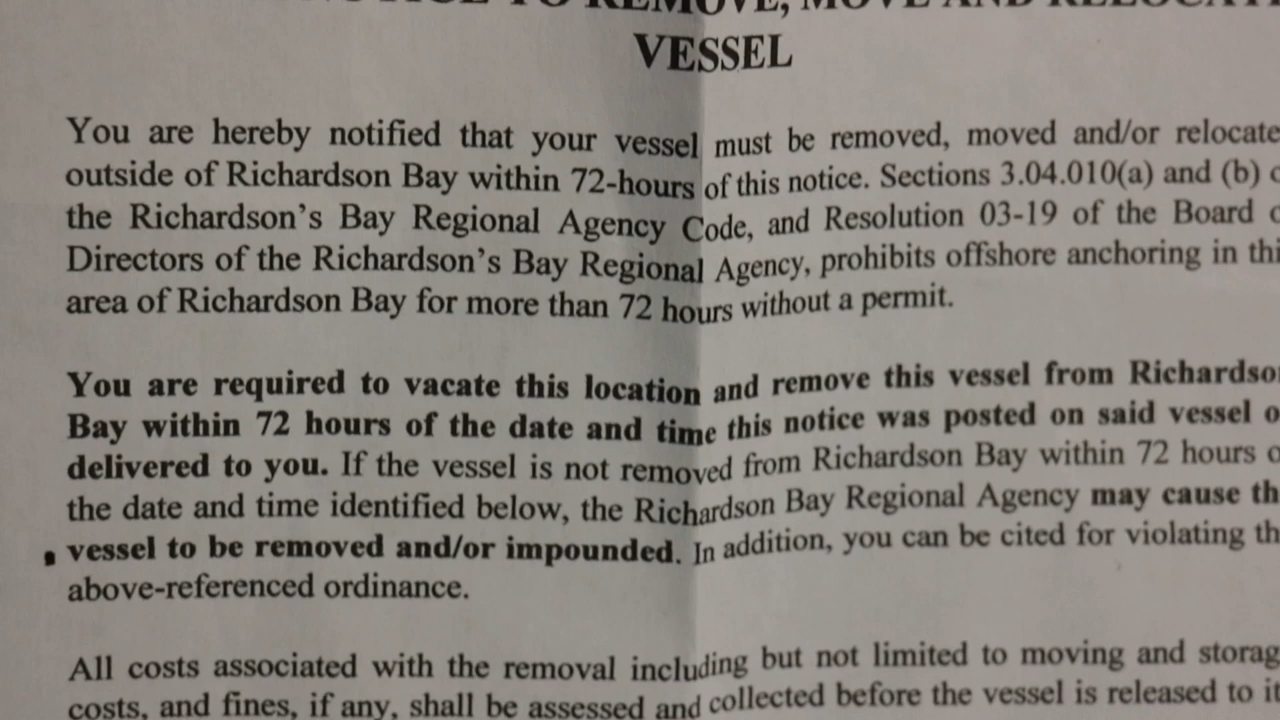 NOTICE TO REMOVE, MOVE AND RELOCATE
VESSEL
You are hereby notified that your vessel must be removed, moved and/or relocate
outside of Richardson Bay within 72-hours of this notice. Sections 3.04.010(a) and (b) o
the Richardson's Bay Regional Agency Code, and Resolution 03-19 of the Board o
Directors of the Richardson's Bay Regional Agency, prohibits offshore anchoring in thi
area of Richardson Bay for more than 72 hours without a permit.
You are required to vacate this location and remove this vessel from Richardso
Bay within 72 hours of the date and time this notice was posted on said vessel o
delivered to you. If the vessel is not removed from Richardson Bay within 72 hours o
the date and time identified below, the Richardson Bay Regional Agency may cause th
vessel to be removed and/or impounded. In addition, you can be cited for violating th
above-referenced ordinance.
All costs associated with the removal including but not limited to moving and storag
costs, and fines, if any, shall be assessed and collected before the vessel is released to it